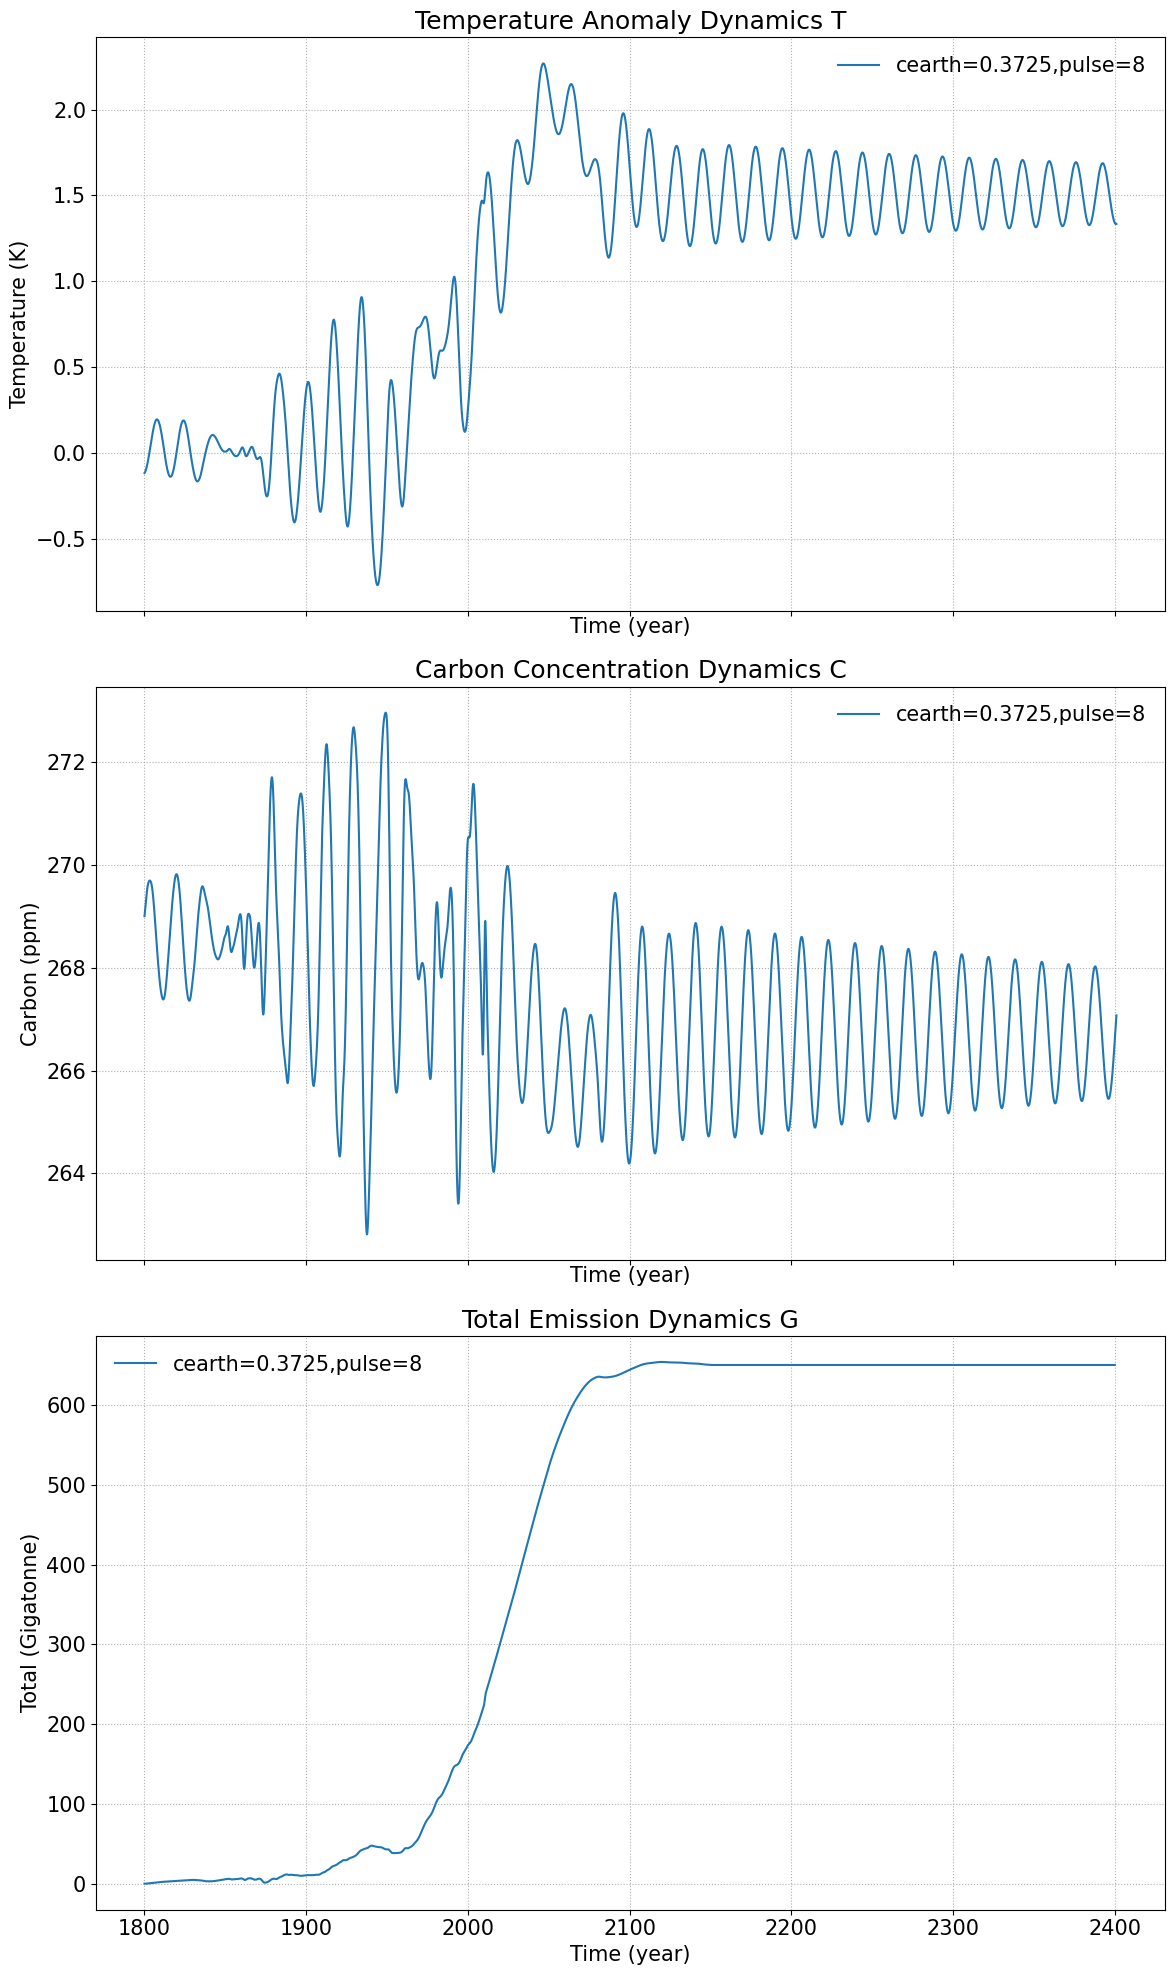 Temperature Anomaly Dynamics T
cearth=0.3725,pulse=8
2.0
1.5
1.0
0.5
0.0
−0.5
Temperature (K)
Time (year)
Carbon Concentration Dynamics C
cearth=0.3725,pulse=8
272
270
268
266
264
Carbon (ppm)
Time (year)
Total Emission Dynamics G
cearth=0.3725,pulse=8
600
500
400
300
200
100
0
Total (Gigatonne)
1800 1900 2000 2100 2200 2300 2400
Time (year)